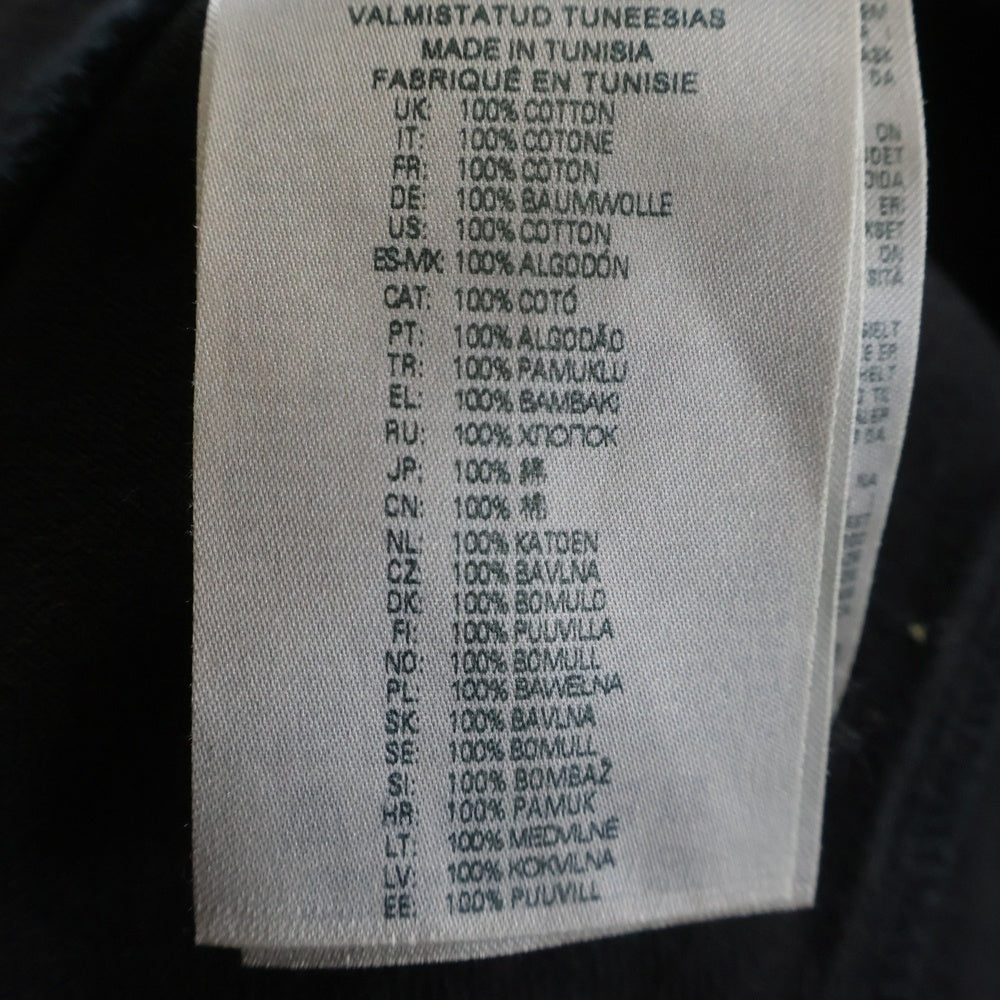 VALMISTATUD TUNEESIAS
MADE IN TUNISIA
FABRIQUÉ EN TUNISIE
UK: 100% COTTON
IT: 100% COTONE
FR: 100% COTON
DE: 100% BAUMWOLLE
US: 100% COTTON
ES-MX: 100% ALGODÓN
CAT: 100% COTÓ
PT: 100% ALGODÃO
TR: 100% PAMUKLU
EL: 100% BAMBAKI
RU: 100% ХЛОПОК
JP: 100% 綿
CN: 100% 棉
NL: 100% KATOEN
CZ: 100% BAVLNA
DK: 100% BOMULD
FI: 100% PUUVILLA
NO: 100% BOMULL
PL: 100% BAWEŁNA
SK: 100% BAVLNA
SE: 100% BOMULL
SI: 100% BOMBAŽ
HR: 100% PAMUK
LT: 100% MEDVILNĖ
LV: 100% KOKVILNA
EE: 100% PUUVILL